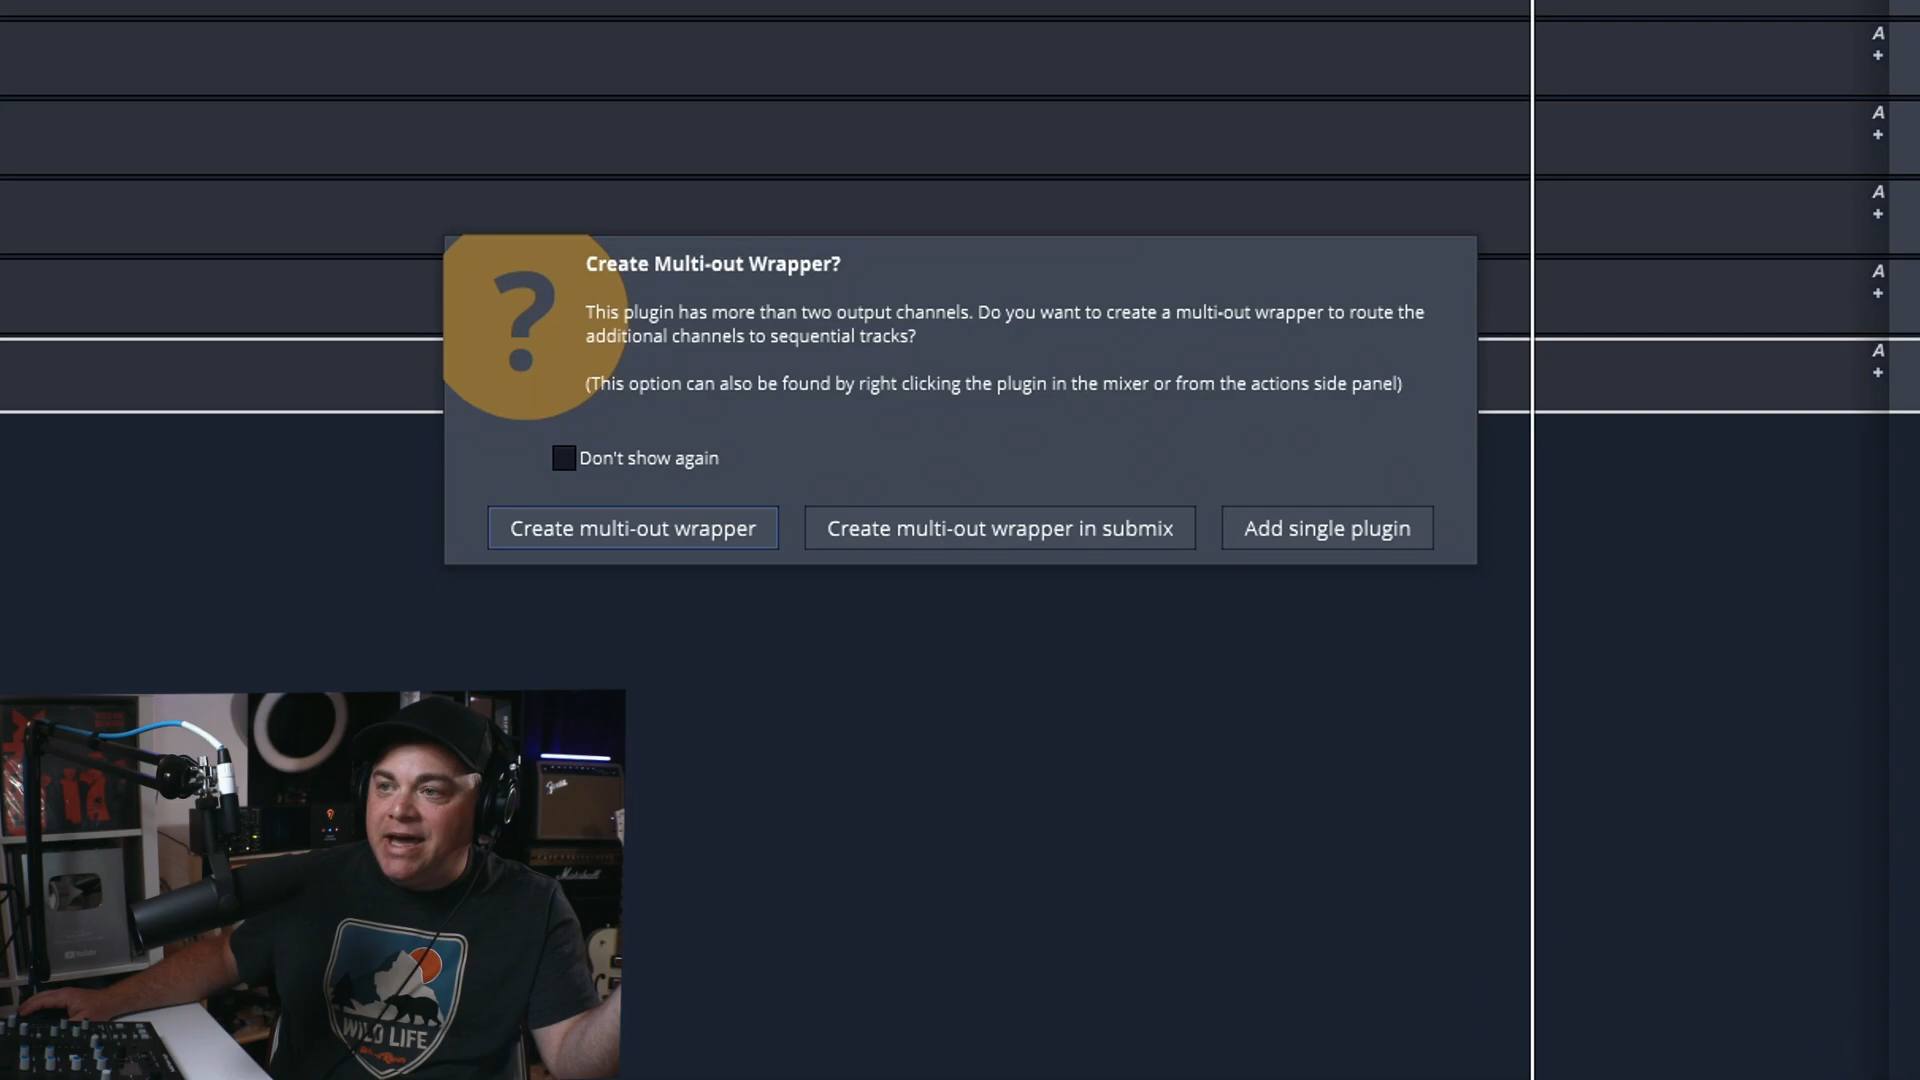 A
+
A
+
A
+
A
+
A
+
Create Multi-out Wrapper?
This plugin has more than two output channels. Do you want to create a multi-out wrapper to route the
additional channels to sequential tracks?
(This option can also be found by right clicking the plugin in the mixer or from the actions side panel)
?
Don't show again
Create multi-out wrapper
Create multi-out wrapper in submix
Add single plugin
Fender
Marshall
YouTube
WILD LIFE